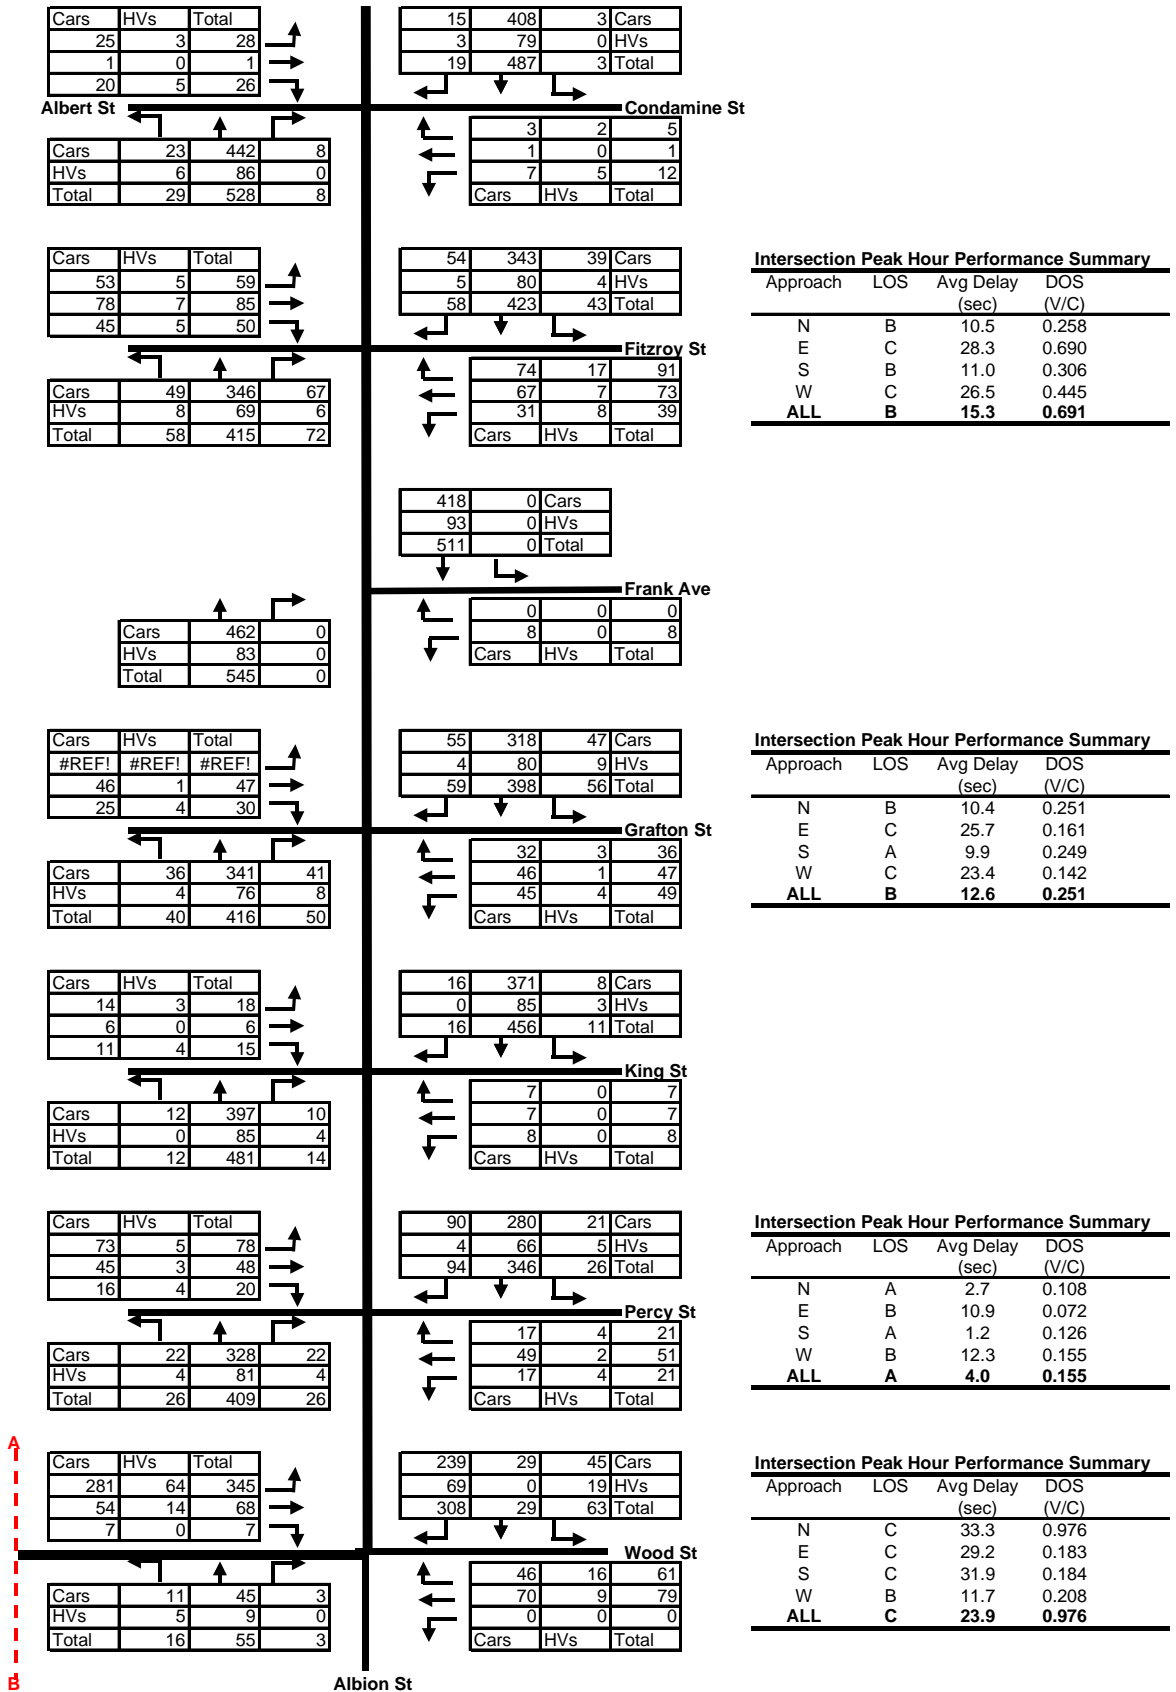 Cars HVs Total
25 3 28
1 0 1
20 5 26
15 408 3 Cars
3 79 0 HVs
19 487 3 Total
Albert St
Condamine St
Cars 23 442 8
HVs 6 86 0
Total 29 528 8
3 2 5
1 0 1
7 5 12
Cars HVs Total
Cars HVs Total
53 5 59
78 7 85
45 5 50
54 343 39 Cars
5 80 4 HVs
58 423 43 Total
Fitzroy St
Cars 49 346 67
HVs 8 69 6
Total 58 415 72
74 17 91
67 7 73
31 8 39
Cars HVs Total
Intersection Peak Hour Performance Summary
Approach LOS Avg Delay DOS
(sec) (V/C)
N B 10.5 0.258
E C 28.3 0.690
S B 11.0 0.306
W C 26.5 0.445
ALL B 15.3 0.691
418 0 Cars
93 0 HVs
511 0 Total
Frank Ave
Cars 462 0
HVs 83 0
Total 545 0
0 0 0
8 0 8
Cars HVs Total
Cars HVs Total
#REF! #REF! #REF!
46 1 47
25 4 30
55 318 47 Cars
4 80 9 HVs
59 398 56 Total
Grafton St
Cars 36 341 41
HVs 4 76 8
Total 40 416 50
32 3 36
46 1 47
45 4 49
Cars HVs Total
Intersection Peak Hour Performance Summary
Approach LOS Avg Delay DOS
(sec) (V/C)
N B 10.4 0.251
E C 25.7 0.161
S A 9.9 0.249
W C 23.4 0.142
ALL B 12.6 0.251
Cars HVs Total
14 3 18
6 0 6
11 4 15
16 371 8 Cars
0 85 3 HVs
16 456 11 Total
King St
Cars 12 397 10
HVs 0 85 4
Total 12 481 14
7 0 7
7 0 7
8 0 8
Cars HVs Total
Cars HVs Total
73 5 78
45 3 48
16 4 20
90 280 21 Cars
4 66 5 HVs
94 346 26 Total
Percy St
Cars 22 328 22
HVs 4 81 4
Total 26 409 26
17 4 21
49 2 51
17 4 21
Cars HVs Total
Intersection Peak Hour Performance Summary
Approach LOS Avg Delay DOS
(sec) (V/C)
N A 2.7 0.108
E B 10.9 0.072
S A 1.2 0.126
W B 12.3 0.155
ALL A 4.0 0.155
A
Cars HVs Total
281 64 345
54 14 68
7 0 7
239 29 45 Cars
69 0 19 HVs
308 29 63 Total
Wood St
Cars 11 45 3
HVs 5 9 0
Total 16 55 3
46 16 61
70 9 79
0 0 0
Cars HVs Total
Intersection Peak Hour Performance Summary
Approach LOS Avg Delay DOS
(sec) (V/C)
N C 33.3 0.976
E C 29.2 0.183
S C 31.9 0.184
W B 11.7 0.208
ALL C 23.9 0.976
B
Albion St